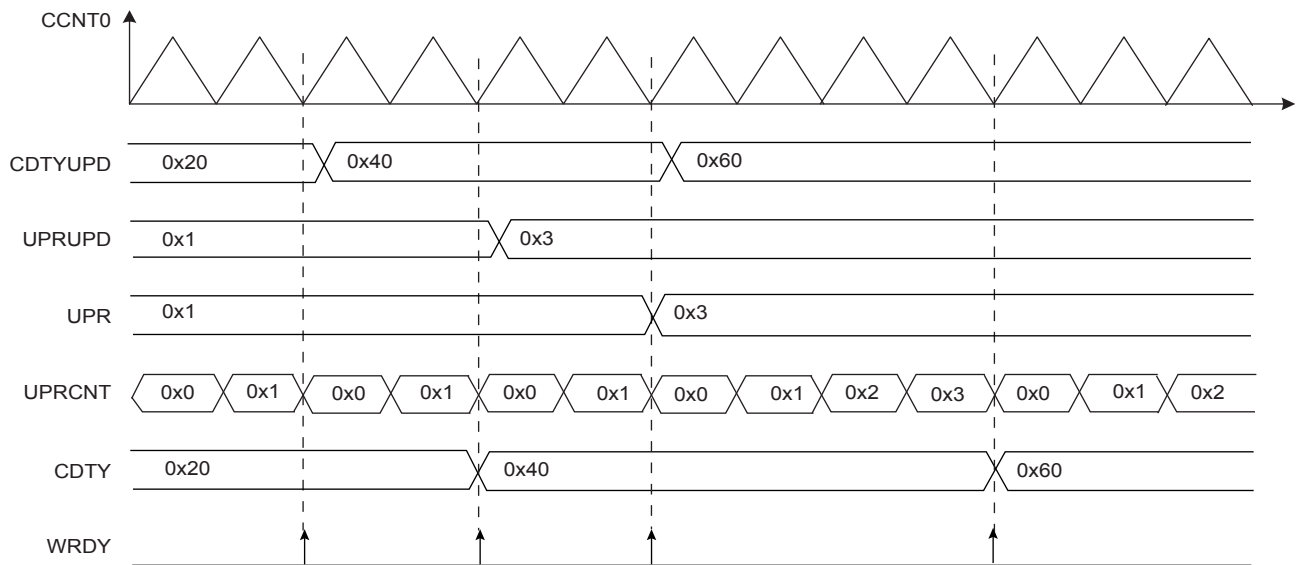 CCNT0
CDTYUPD 0x20 0x40 0x60
UPRUPD 0x1 0x3
UPR 0x1 0x3
UPRCNT 0x0 0x1 0x0 0x1 0x0 0x1 0x0 0x1 0x2 0x3 0x0 0x1 0x2
CDTY 0x20 0x40 0x60
WRDY